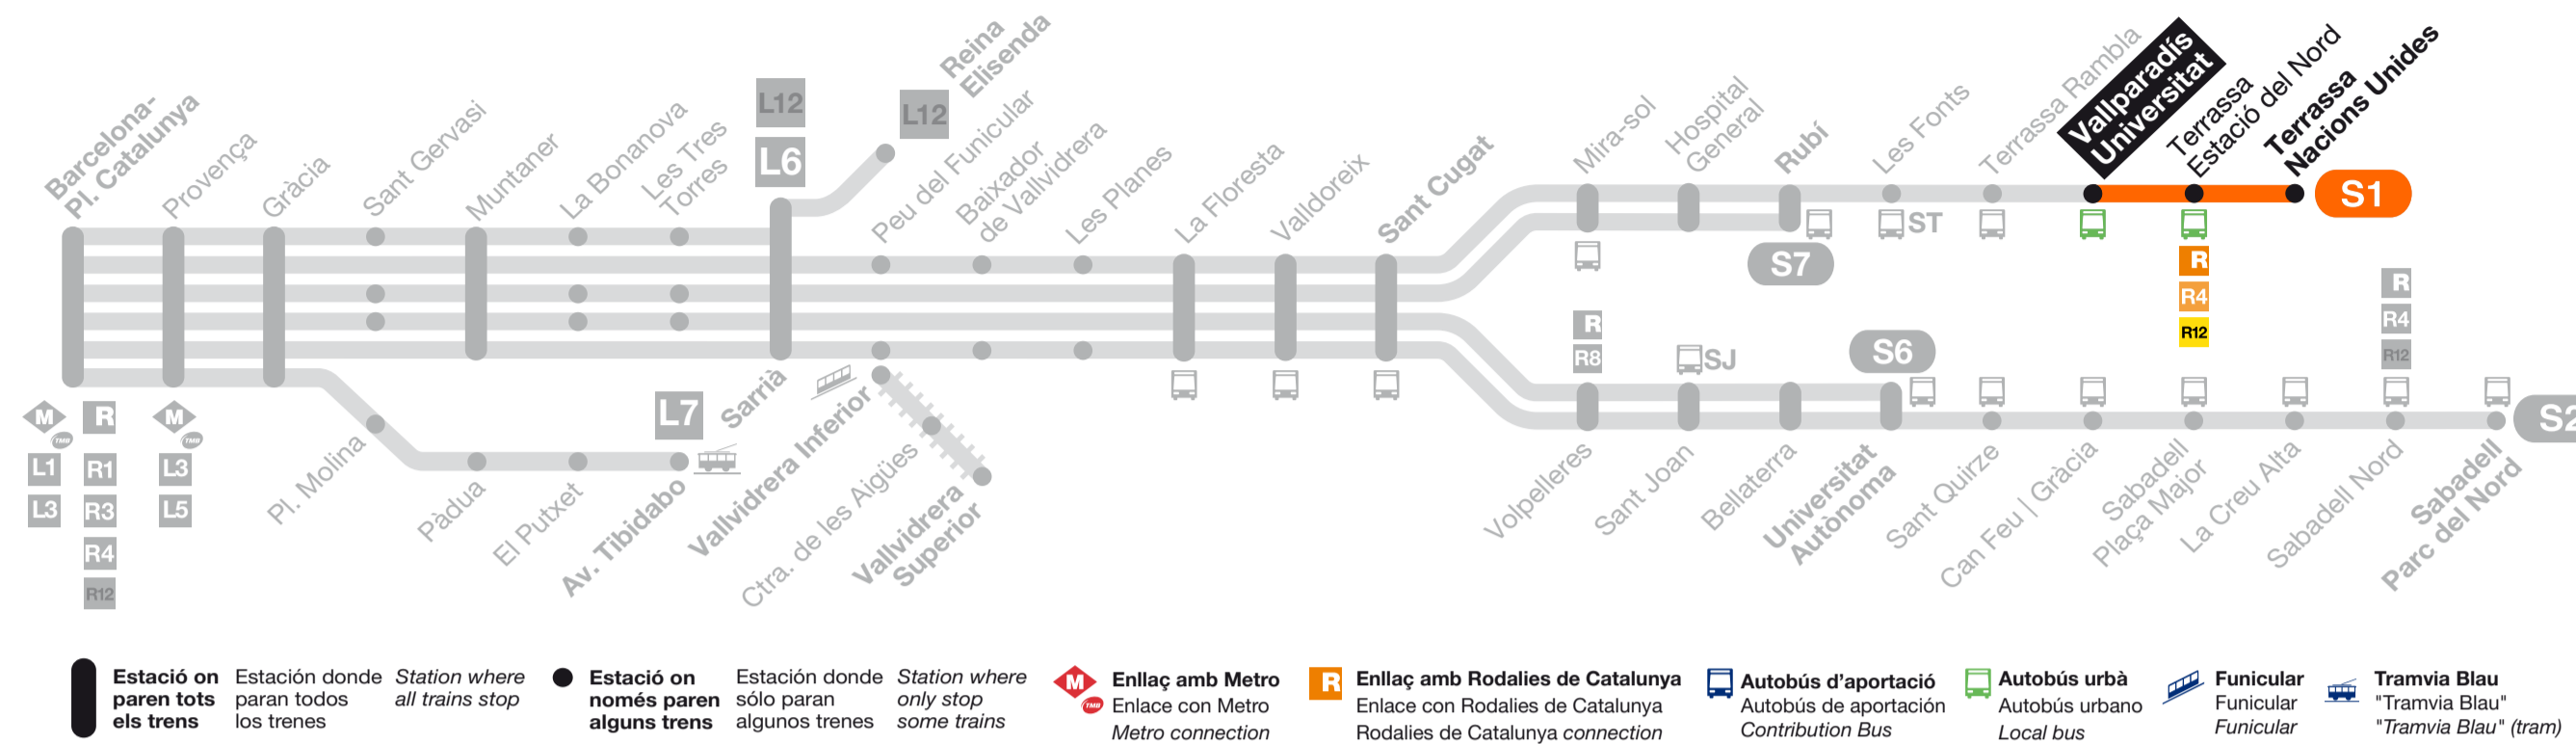 Barcelona-
Pl. Catalunya
Provença
Gràcia
Sant Gervasi
Muntaner
La Bonanova
Les Tres
Torres
L12
L6
Reina
Elisenda
L12
Peu del Funicular
Baixador
de Vallvidrera
Les Planes
La Floresta
Valldoreix
Sant Cugat
Mira-sol
Hospital
General
Rubí
Les Fonts
Terrassa Rambla
Vallparadís
Universitat
Terrassa
Estació del Nord
Terrassa
Nacions Unides
S1
ST
S7
R
R4
R12
R
R8
SJ
S6
R
R4
R12
S2
M
TMB
L1
L3
R
R1
R3
R4
R12
M
TMB
L3
L5
Pl. Molina
Pàdua
El Putxet
Av. Tibidabo
L7
Sarrià
Vallvidrera Inferior
Ctra. de les Aigües
Vallvidrera
Superior
Volpelleres
Sant Joan
Bellaterra
Universitat
Autònoma
Sant Quirze
Can Feu | Gràcia
Sabadell
Plaça Major
La Creu Alta
Sabadell Nord
Sabadell
Parc del Nord
Estació on
paren tots
els trens
Estación donde
paran todos
los trenes
Station where
all trains stop
Estació on
només paren
alguns trens
Estación donde
sólo paran
algunos trenes
Station where
only stop
some trains
M
TMB
Enllaç amb Metro
Enlace con Metro
Metro connection
R
Enllaç amb Rodalies de Catalunya
Enlace con Rodalies de Catalunya
Rodalies de Catalunya connection
Autobús d'aportació
Autobús de aportación
Contribution Bus
Autobús urbà
Autobús urbano
Local bus
Funicular
Funicular
Funicular
Tramvia Blau
"Tramvia Blau"
"Tramvia Blau" (tram)